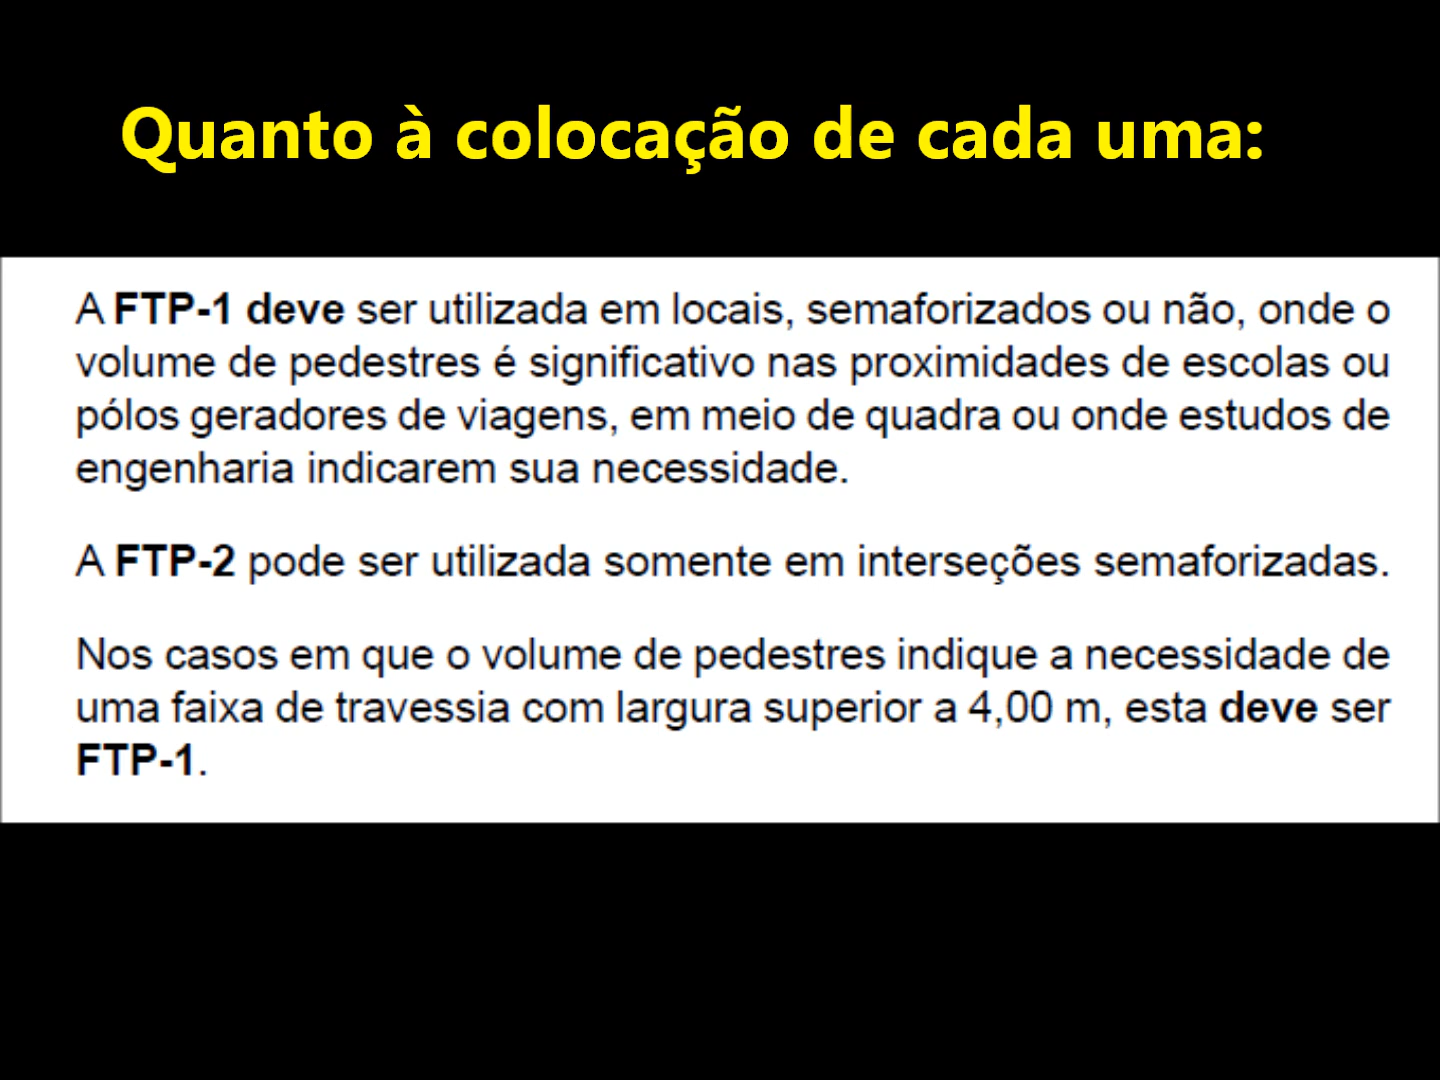 Quanto à colocação de cada uma:
A FTP-1 deve ser utilizada em locais, semaforizados ou não, onde o
volume de pedestres é significativo nas proximidades de escolas ou
pólos geradores de viagens, em meio de quadra ou onde estudos de
engenharia indicarem sua necessidade.
A FTP-2 pode ser utilizada somente em interseções semaforizadas.
Nos casos em que o volume de pedestres indique a necessidade de
uma faixa de travessia com largura superior a 4,00 m, esta deve ser
FTP-1.